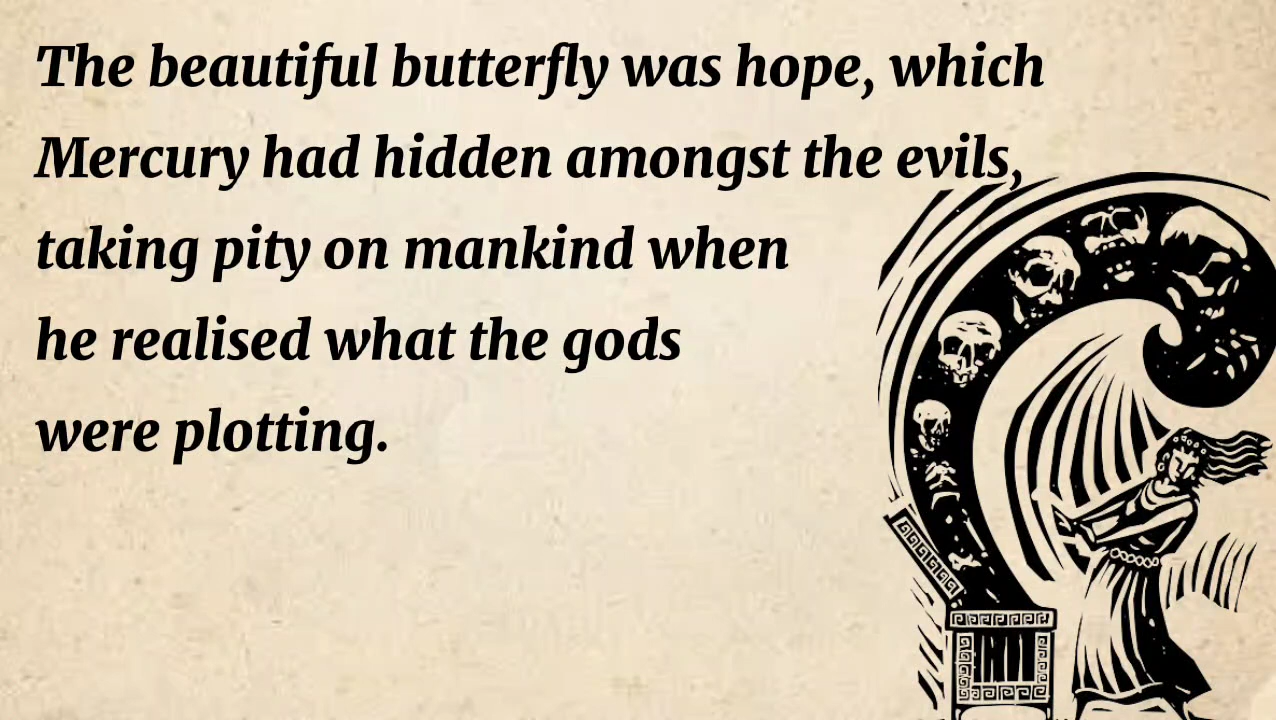 The beautiful butterfly was hope, which
Mercury had hidden amongst the evils,
taking pity on mankind when
he realised what the gods
were plotting.